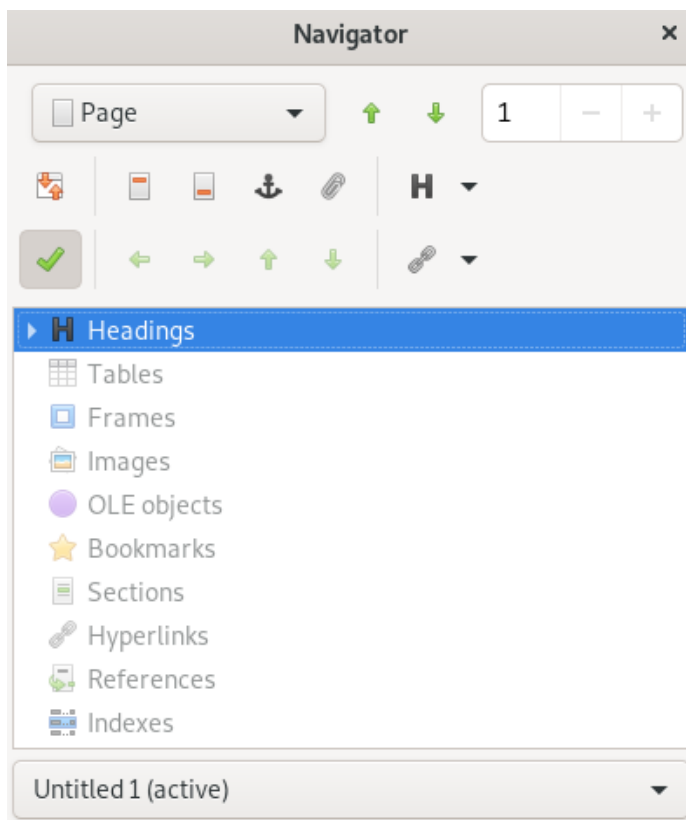 Navigator
Page
1
Headings
Tables
Frames
Images
OLE objects
Bookmarks
Sections
Hyperlinks
References
Indexes
Untitled 1 (active)